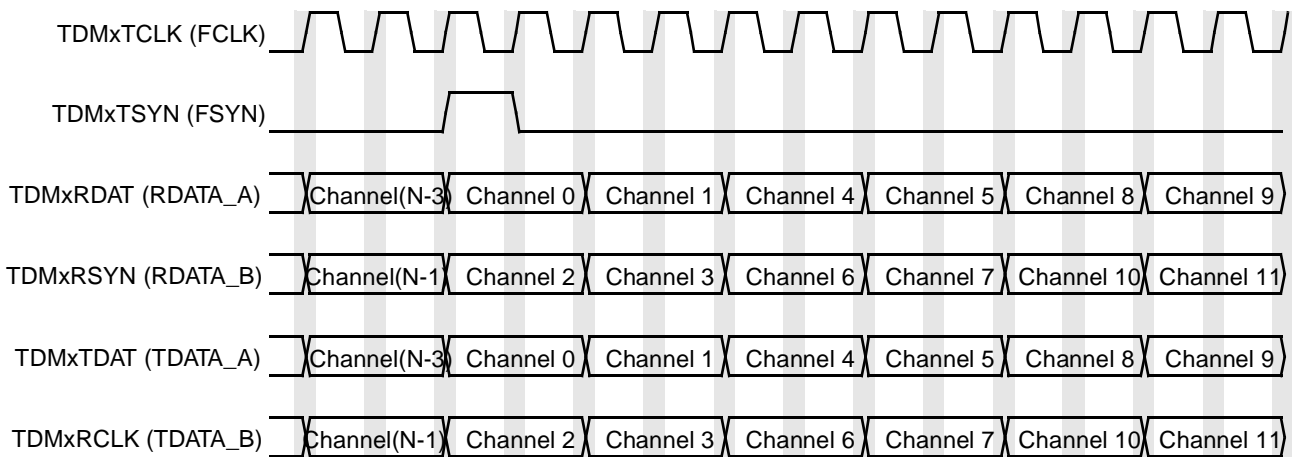 TDMxTCLK (FCLK)
TDMxTSYN (FSYN)
TDMxRDAT (RDATA_A) Channel(N-3) Channel 0 Channel 1 Channel 4 Channel 5 Channel 8 Channel 9
TDMxRSYN (RDATA_B) Channel(N-1) Channel 2 Channel 3 Channel 6 Channel 7 Channel 10 Channel 11
TDMxTDAT (TDATA_A) Channel(N-3) Channel 0 Channel 1 Channel 4 Channel 5 Channel 8 Channel 9
TDMxRCLK (TDATA_B) Channel(N-1) Channel 2 Channel 3 Channel 6 Channel 7 Channel 10 Channel 11